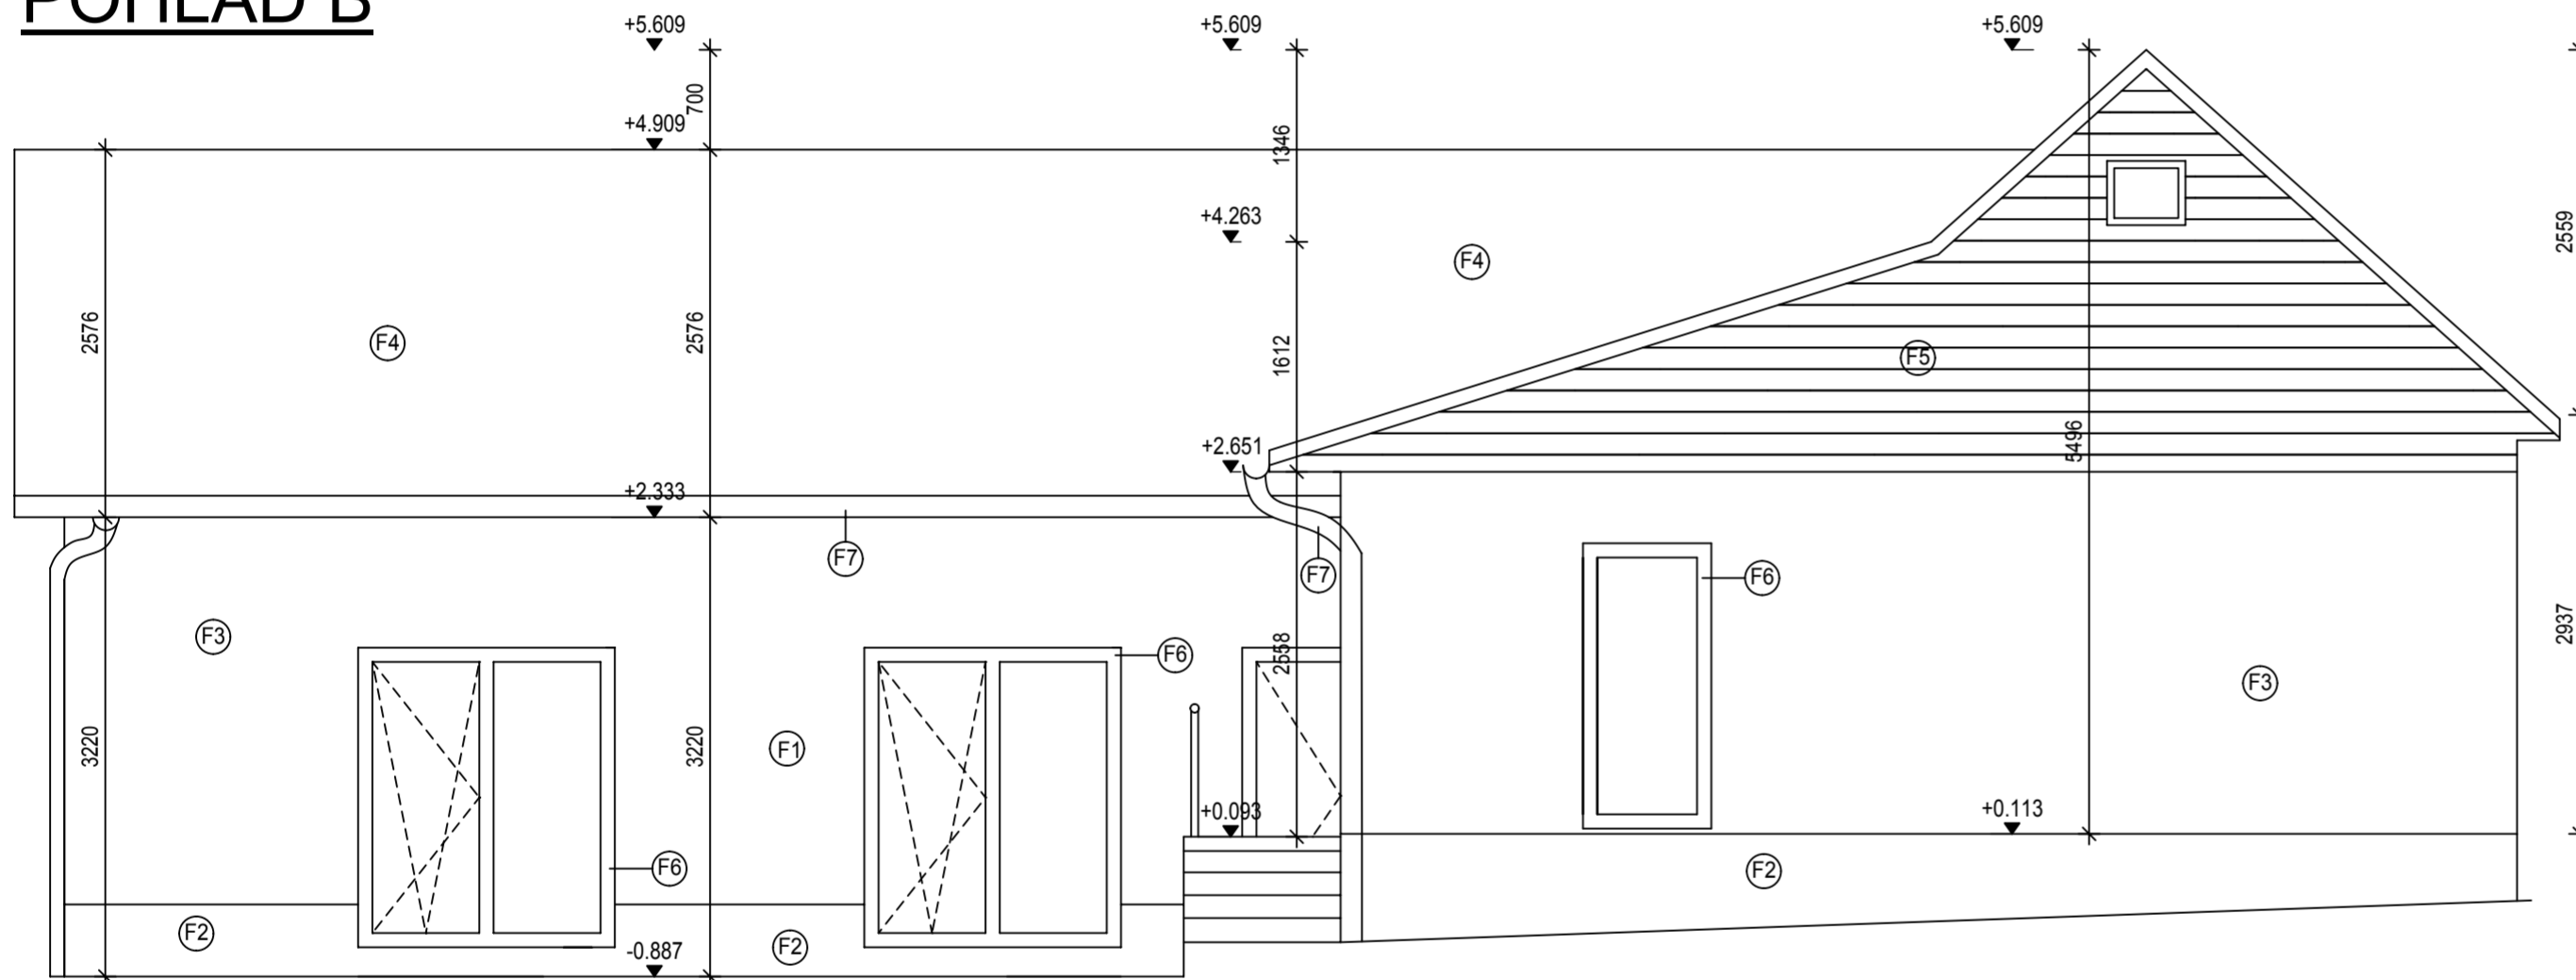 POHĽAD B
+5.609
+5.609
+5.609
700
+4.909
1346
+4.263
2559
F4
F4
2576
2576
1612
F5
+2.651
5496
+2.333
F7
F7
F6
F3
2937
2558
F6
F3
3220
3220
F1
+0.093
+0.113
F6
F2
F2
F2
-0.887